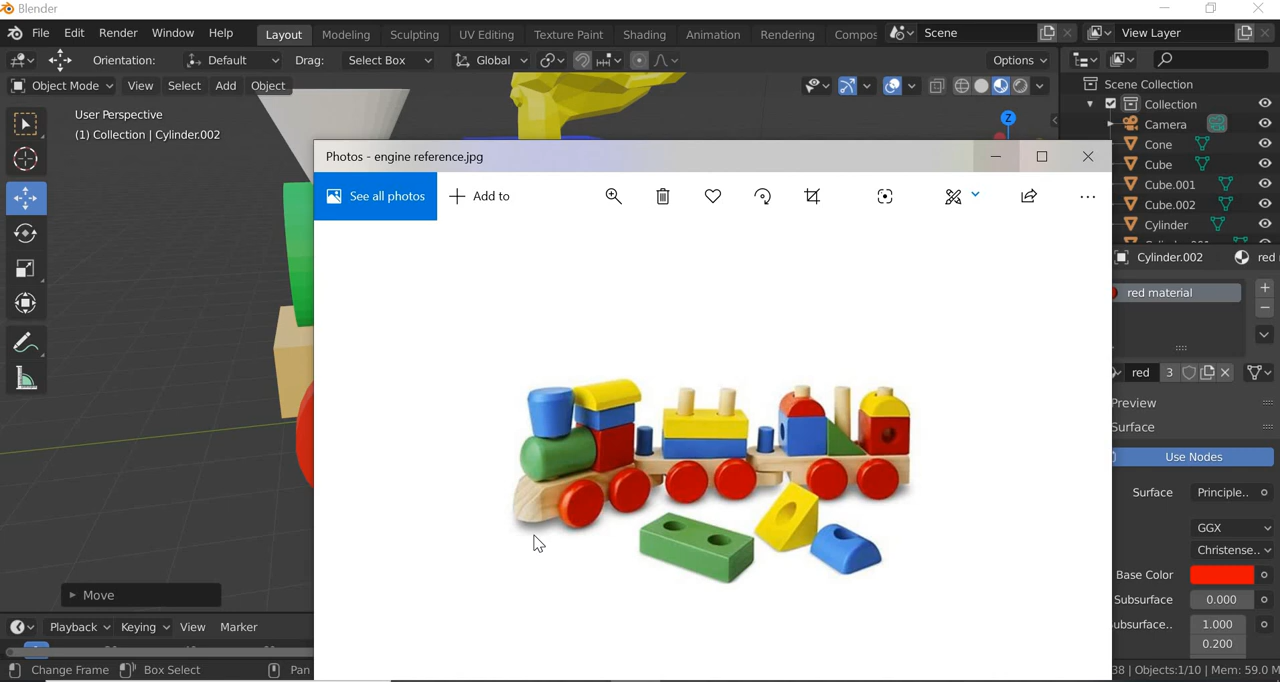 Blender
File Edit Render Window Help Layout Modeling Sculpting UV Editing Texture Paint Shading Animation Rendering Compos Scene View Layer
Orientation: Default Drag: Select Box Global Options
Object Mode View Select Add Object
User Perspective
(1) Collection | Cylinder.002
Z
Scene Collection
Collection
Camera
Cone
Cube
Cube.001
Cube.002
Cylinder
Cylinder.002 red
red material
red 3
Preview
Surface
Use Nodes
Surface Principle..
GGX
Christense..
Base Color
Subsurface 0.000
ubsurface.. 1.000
0.200
Photos - engine reference.jpg
See all photos Add to
Move
Playback Keying View Marker
Change Frame Box Select Pan
38 | Objects:1/10 | Mem: 59.0 M